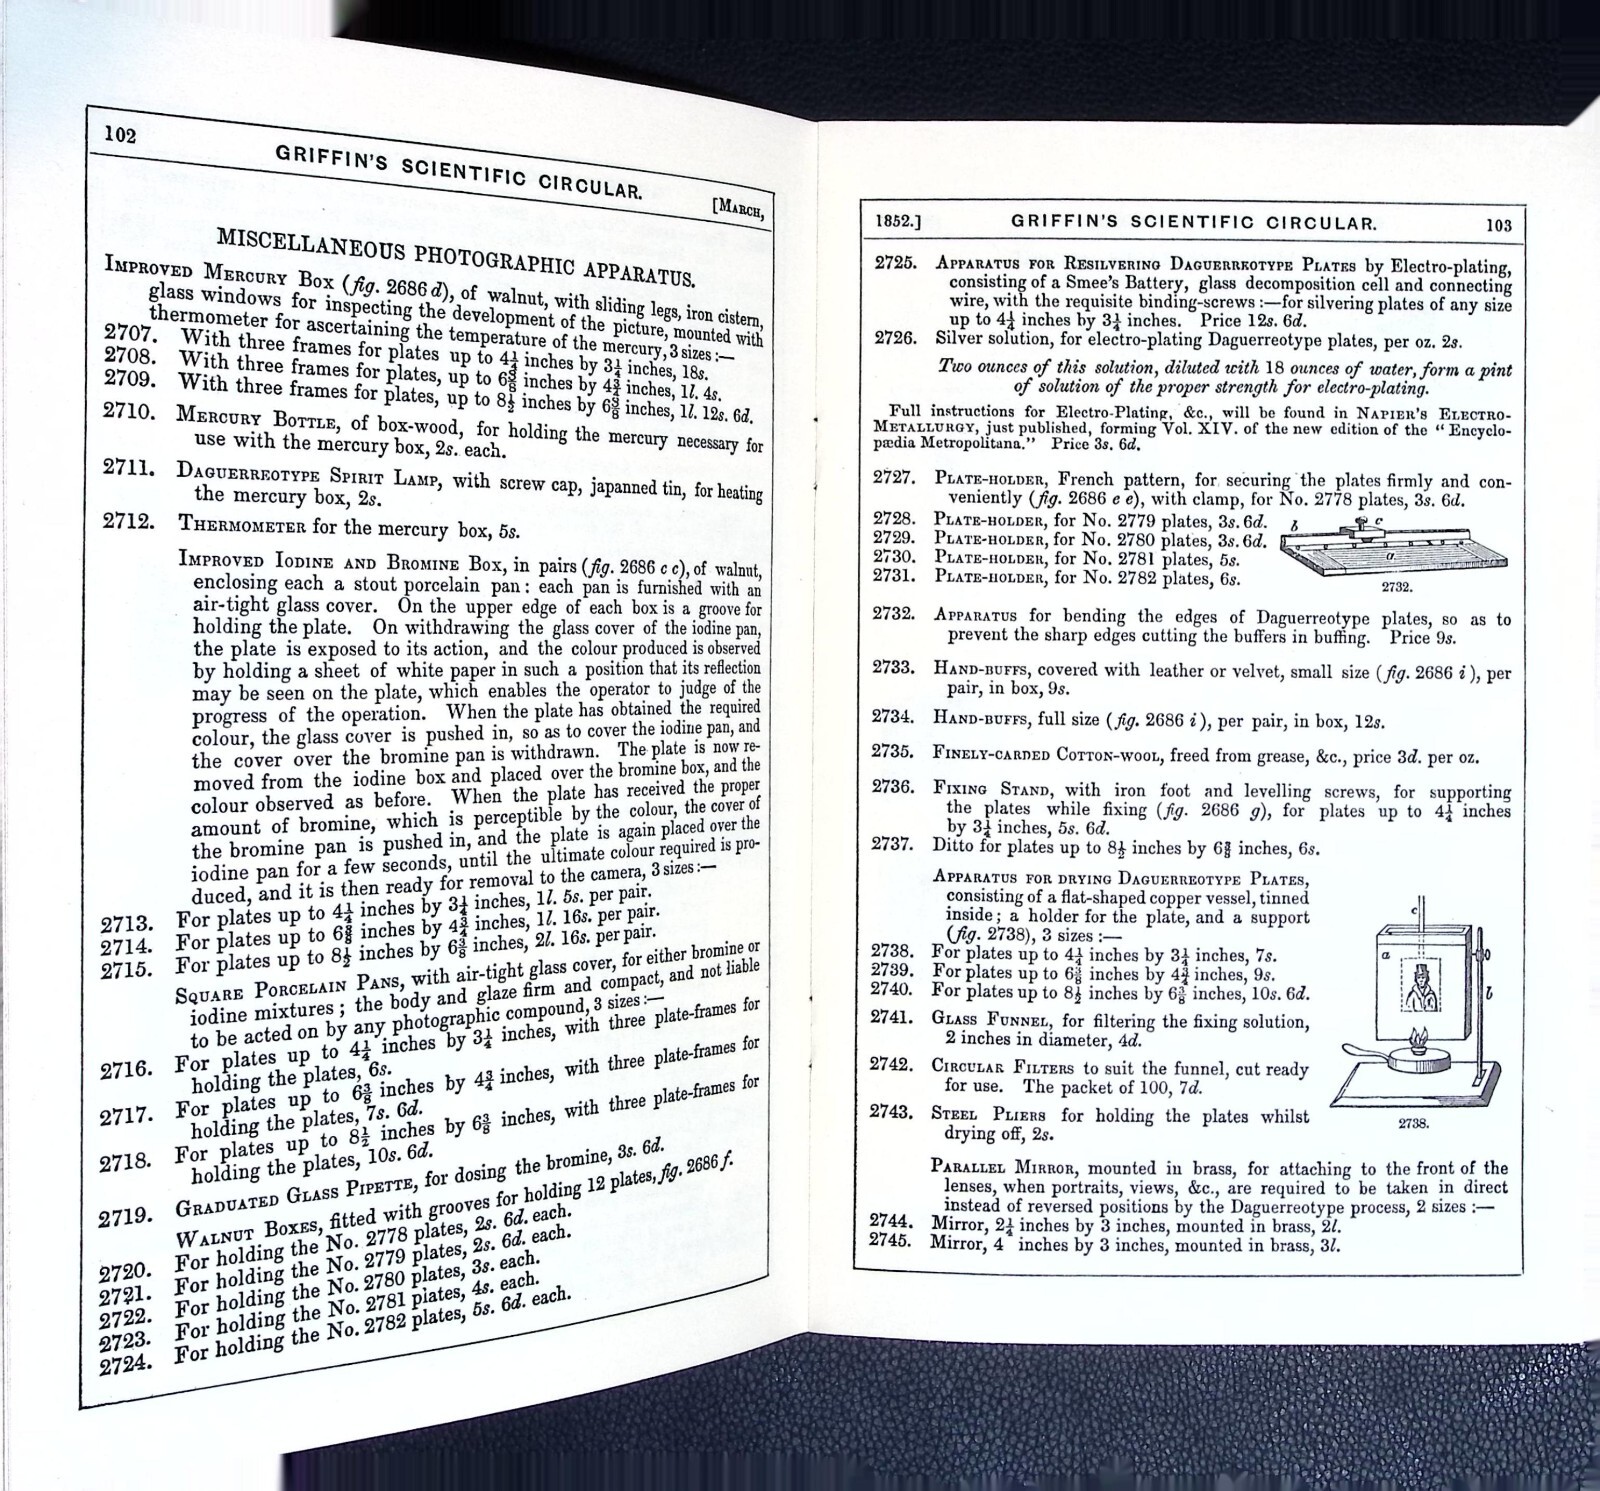 102
GRIFFIN'S SCIENTIFIC CIRCULAR.
[MARCH,
MISCELLANEOUS PHOTOGRAPHIC APPARATUS.
IMPROVED MERCURY BOX (fig. 2686 d), of walnut, with sliding legs, iron cistern,
glass windows for inspecting the development of the picture, mounted with
thermometer for ascertaining the temperature of the mercury, 3 sizes :—
2707. With three frames for plates up to 4¼ inches by 3¼ inches, 18s.
2708. With three frames for plates, up to 6⅜ inches by 4¾ inches, 1l. 4s.
2709. With three frames for plates, up to 8½ inches by 6⅜ inches, 1l. 12s. 6d.
2710. MERCURY BOTTLE, of box-wood, for holding the mercury necessary for
use with the mercury box, 2s. each.
2711. DAGUERREOTYPE SPIRIT LAMP, with screw cap, japanned tin, for heating
the mercury box, 2s.
2712. THERMOMETER for the mercury box, 5s.
IMPROVED IODINE AND BROMINE BOX, in pairs (fig. 2686 c c), of walnut,
enclosing each a stout porcelain pan : each pan is furnished with an
air-tight glass cover. On the upper edge of each box is a groove for
holding the plate. On withdrawing the glass cover of the iodine pan,
the plate is exposed to its action, and the colour produced is observed
by holding a sheet of white paper in such a position that its reflection
may be seen on the plate, which enables the operator to judge of the
progress of the operation. When the plate has obtained the required
colour, the glass cover is pushed in, so as to cover the iodine pan, and
the cover over the bromine pan is withdrawn. The plate is now re-
moved from the iodine box and placed over the bromine box, and the
colour observed as before. When the plate has received the proper
amount of bromine, which is perceptible by the colour, the cover of
the bromine pan is pushed in, and the plate is again placed over the
iodine pan for a few seconds, until the ultimate colour required is pro-
duced, and it is then ready for removal to the camera, 3 sizes :—
2713. For plates up to 4¼ inches by 3¼ inches, 1l. 5s. per pair.
2714. For plates up to 6⅜ inches by 4¾ inches, 1l. 16s. per pair.
2715. For plates up to 8½ inches by 6⅜ inches, 2l. 16s. per pair.
SQUARE PORCELAIN PANS, with air-tight glass cover, for either bromine or
iodine mixtures ; the body and glaze firm and compact, and not liable
to be acted on by any photographic compound, 3 sizes :—
2716. For plates up to 4¼ inches by 3¼ inches, with three plate-frames for
holding the plates, 6s.
2717. For plates up to 6⅜ inches by 4¾ inches, with three plate-frames for
holding the plates, 7s. 6d.
2718. For plates up to 8½ inches by 6⅜ inches, with three plate-frames for
holding the plates, 10s. 6d.
2719. GRADUATED GLASS PIPETTE, for dosing the bromine, 3s. 6d.
WALNUT BOXES, fitted with grooves for holding 12 plates, fig. 2686 f.
2720. For holding the No. 2778 plates, 2s. 6d. each.
2721. For holding the No. 2779 plates, 2s. 6d. each.
2722. For holding the No. 2780 plates, 3s. each.
2723. For holding the No. 2781 plates, 4s. each.
2724. For holding the No. 2782 plates, 5s. 6d. each.
1852.] GRIFFIN'S SCIENTIFIC CIRCULAR. 103
2725. APPARATUS FOR RESILVERING DAGUERREOTYPE PLATES by Electro-plating,
consisting of a Smee's Battery, glass decomposition cell and connecting
wire, with the requisite binding-screws :—for silvering plates of any size
up to 4¼ inches by 3¼ inches. Price 12s. 6d.
2726. Silver solution, for electro-plating Daguerreotype plates, per oz. 2s.
Two ounces of this solution, diluted with 18 ounces of water, form a pint
of solution of the proper strength for electro-plating.
Full instructions for Electro-Plating, &c., will be found in NAPIER'S ELECTRO-
METALLURGY, just published, forming Vol. XIV. of the new edition of the "Encyclo-
pædia Metropolitana." Price 3s. 6d.
2727. PLATE-HOLDER, French pattern, for securing the plates firmly and con-
veniently (fig. 2686 e e), with clamp, for No. 2778 plates, 3s. 6d.
2728. PLATE-HOLDER, for No. 2779 plates, 3s. 6d.
2729. PLATE-HOLDER, for No. 2780 plates, 3s. 6d.
2730. PLATE-HOLDER, for No. 2781 plates, 5s.
2731. PLATE-HOLDER, for No. 2782 plates, 6s.
b c
a
2732.
2732. APPARATUS for bending the edges of Daguerreotype plates, so as to
prevent the sharp edges cutting the buffers in buffing. Price 9s.
2733. HAND-BUFFS, covered with leather or velvet, small size (fig. 2686 i), per
pair, in box, 9s.
2734. HAND-BUFFS, full size (fig. 2686 i), per pair, in box, 12s.
2735. FINELY-CARDED COTTON-WOOL, freed from grease, &c., price 3d. per oz.
2736. FIXING STAND, with iron foot and levelling screws, for supporting
the plates while fixing (fig. 2686 g), for plates up to 4¼ inches
by 3¼ inches, 5s. 6d.
2737. Ditto for plates up to 8½ inches by 6⅜ inches, 6s.
APPARATUS FOR DRYING DAGUERREOTYPE PLATES,
consisting of a flat-shaped copper vessel, tinned
inside ; a holder for the plate, and a support
(fig. 2738), 3 sizes :—
2738. For plates up to 4¼ inches by 3¼ inches, 7s.
2739. For plates up to 6⅜ inches by 4¾ inches, 9s.
2740. For plates up to 8½ inches by 6⅜ inches, 10s. 6d.
2741. GLASS FUNNEL, for filtering the fixing solution,
2 inches in diameter, 4d.
2742. CIRCULAR FILTERS to suit the funnel, cut ready
for use. The packet of 100, 7d.
2743. STEEL PLIERS for holding the plates whilst
drying off, 2s.
c
a
b
2738.
PARALLEL MIRROR, mounted in brass, for attaching to the front of the
lenses, when portraits, views, &c., are required to be taken in direct
instead of reversed positions by the Daguerreotype process, 2 sizes :—
2744. Mirror, 2¼ inches by 3 inches, mounted in brass, 2l.
2745. Mirror, 4 inches by 3 inches, mounted in brass, 3l.